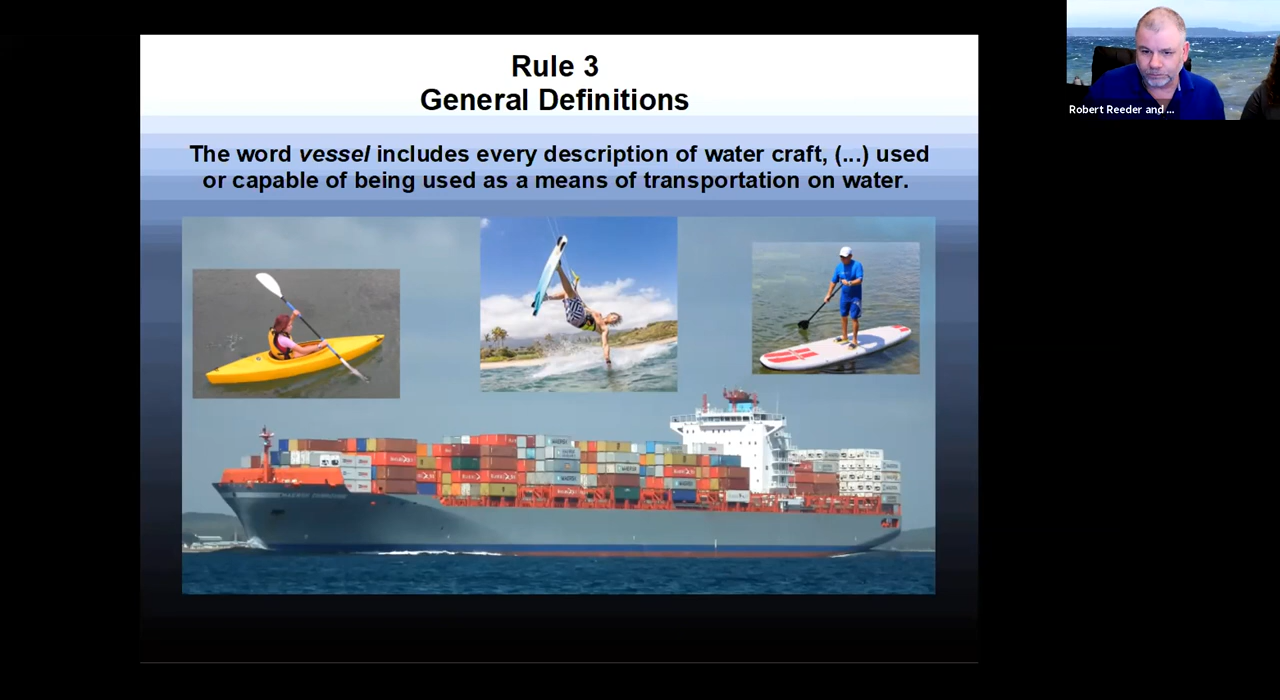 Rule 3
General Definitions
The word vessel includes every description of water craft, (...) used
or capable of being used as a means of transportation on water.
Robert Reeder and ...